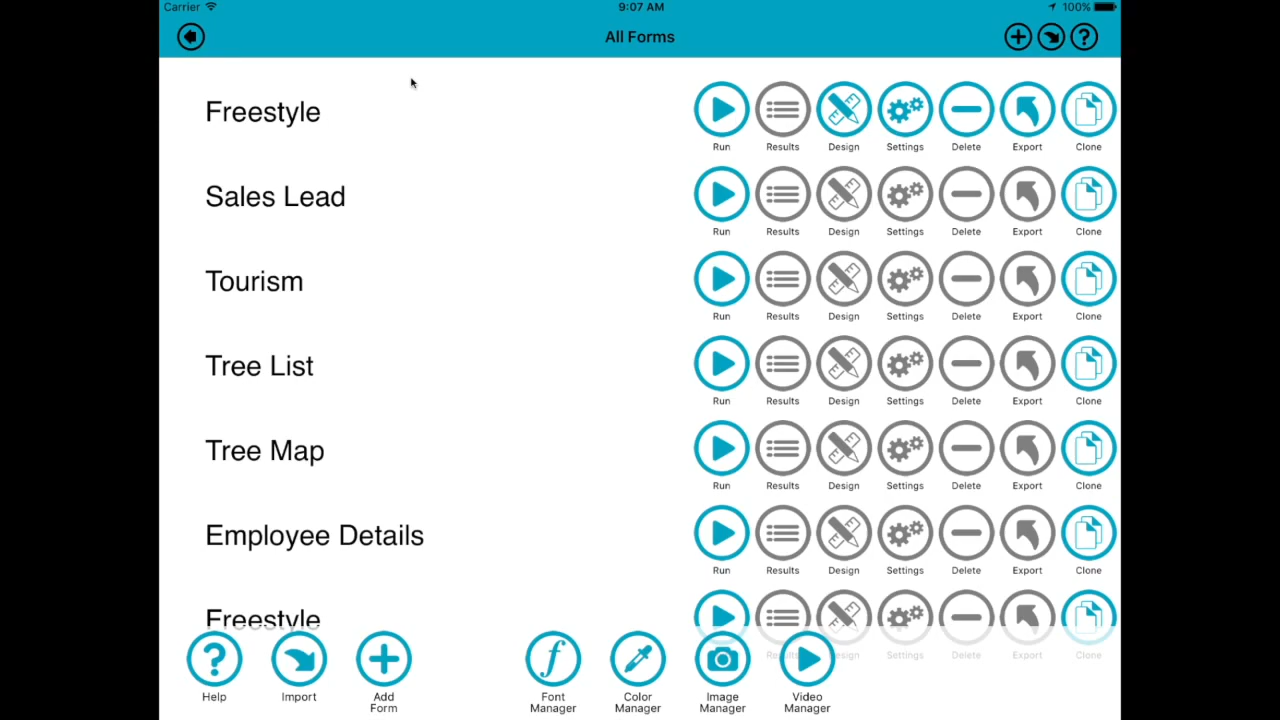 Carrier 9:07 AM 100%
All Forms
Freestyle
Run Results Design Settings Delete Export Clone
Sales Lead
Run Results Design Settings Delete Export Clone
Tourism
Run Results Design Settings Delete Export Clone
Tree List
Run Results Design Settings Delete Export Clone
Tree Map
Run Results Design Settings Delete Export Clone
Employee Details
Run Results Design Settings Delete Export Clone
Freestyle
Delete Export Clone
Help Import Add Form Font Manager Color Manager Image Manager Video Manager